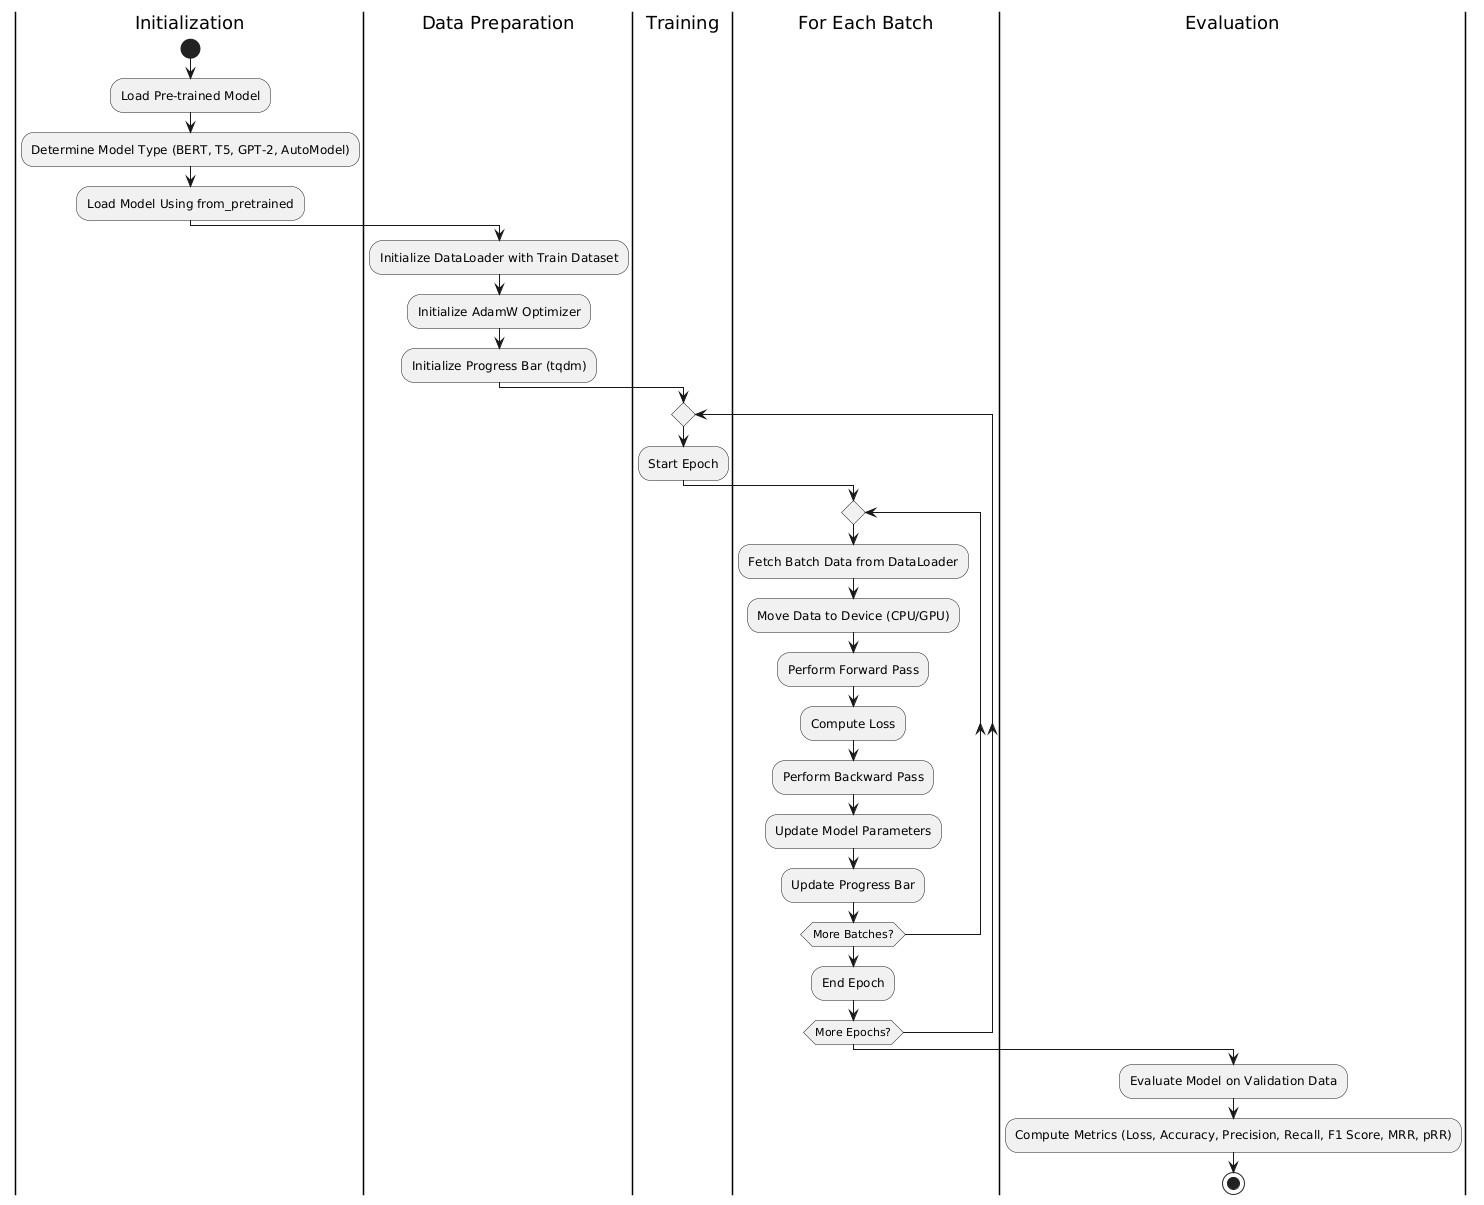 Initialization
Data Preparation
Training
For Each Batch
Evaluation
Load Pre-trained Model
Determine Model Type (BERT, T5, GPT-2, AutoModel)
Load Model Using from_pretrained
Initialize DataLoader with Train Dataset
Initialize AdamW Optimizer
Initialize Progress Bar (tqdm)
Start Epoch
Fetch Batch Data from DataLoader
Move Data to Device (CPU/GPU)
Perform Forward Pass
Compute Loss
Perform Backward Pass
Update Model Parameters
Update Progress Bar
More Batches?
End Epoch
More Epochs?
Evaluate Model on Validation Data
Compute Metrics (Loss, Accuracy, Precision, Recall, F1 Score, MRR, pRR)